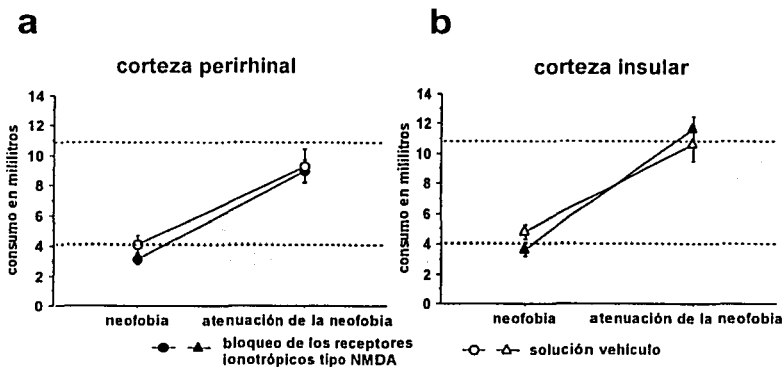 a
b
corteza perirhinal
corteza insular
consumo en mililitros
14
12
10
8
6
4
2
0
neofobia
atenuación de la neofobia
consumo en mililitros
14
12
10
8
6
4
2
0
neofobia
atenuación de la neofobia
bloqueo de los receptores
ionotrópicos tipo NMDA
solución vehículo